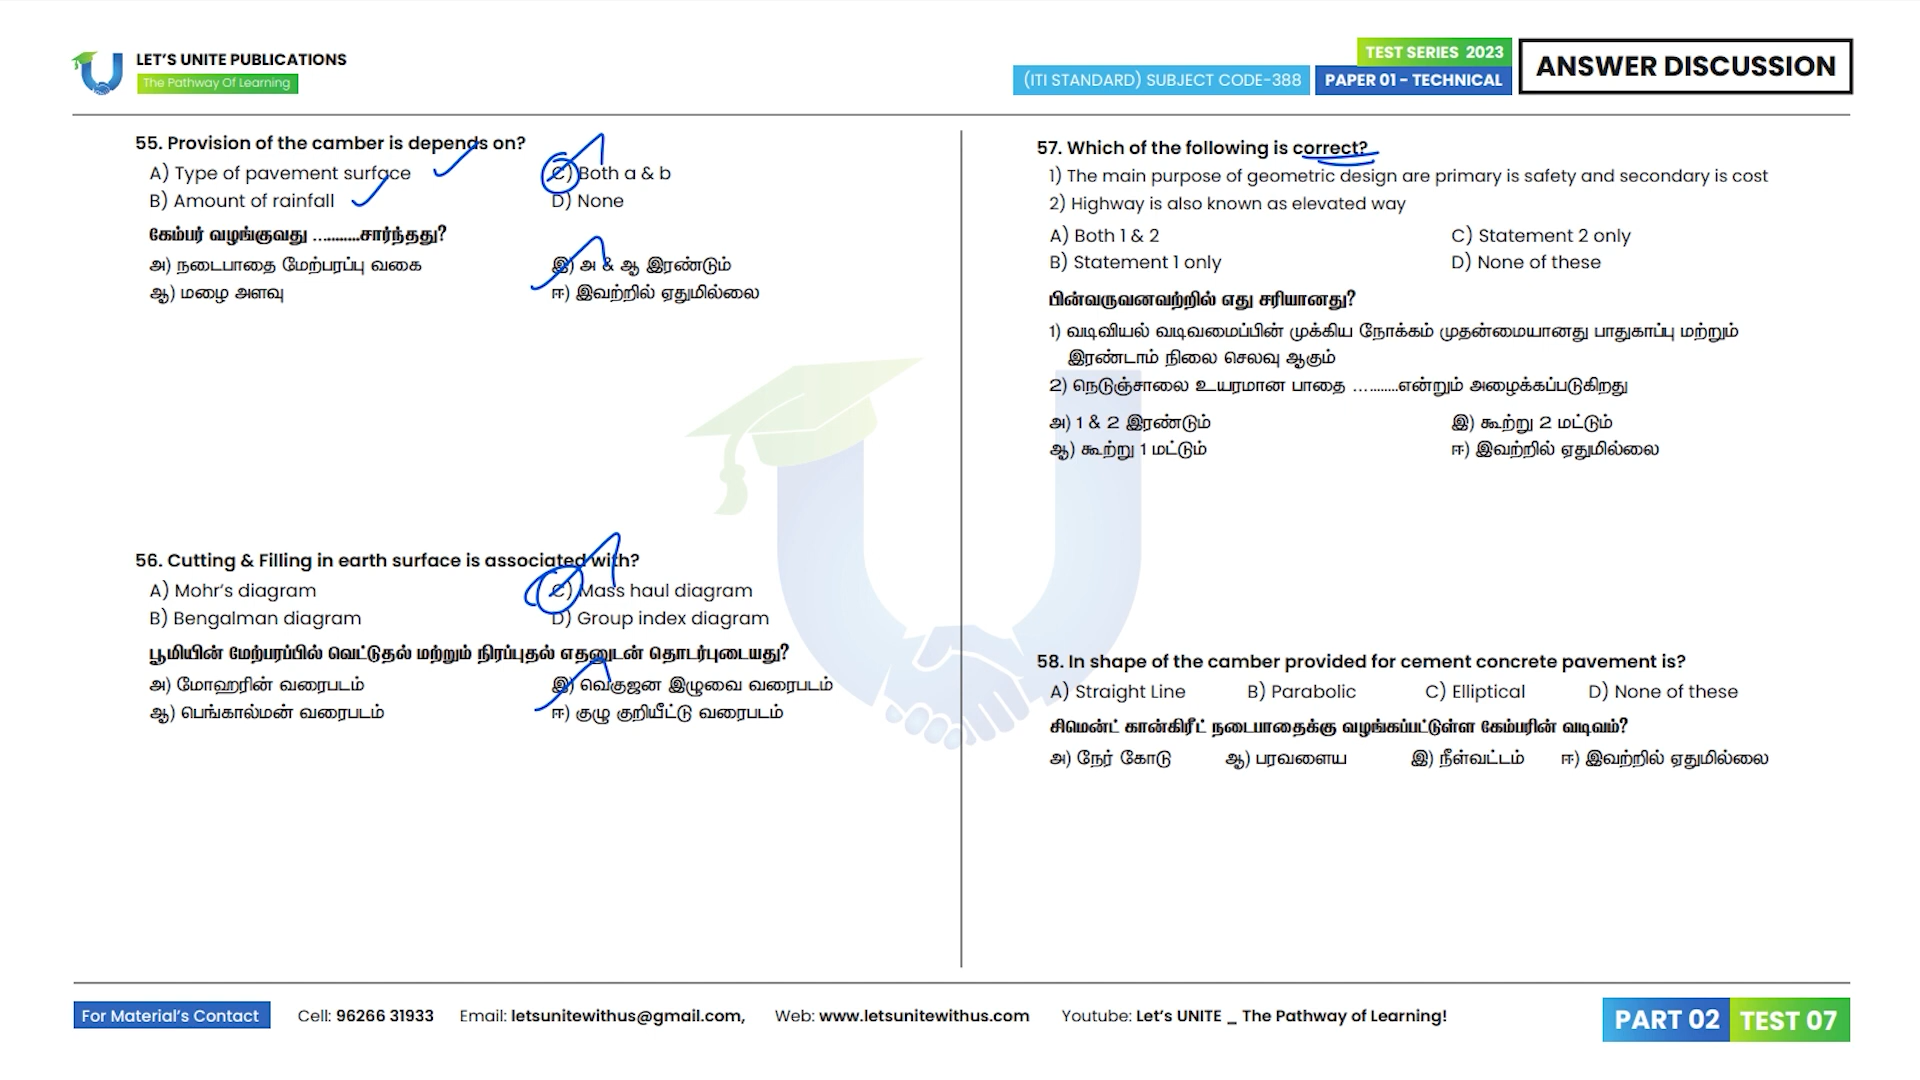 LET'S UNITE PUBLICATIONS
The Pathway Of Learning
TEST SERIES 2023
(ITI STANDARD) SUBJECT CODE-388
PAPER 01 - TECHNICAL
ANSWER DISCUSSION
55. Provision of the camber is depends on?
A) Type of pavement surface
C) Both a & b
B) Amount of rainfall
D) None
கேம்பர் வழங்குவது ...........சார்ந்தது?
அ) நடைபாதை மேற்பரப்பு வகை
இ) அ & ஆ இரண்டும்
ஆ) மழை அளவு
ஈ) இவற்றில் ஏதுமில்லை
56. Cutting & Filling in earth surface is associated with?
A) Mohr's diagram
C) Mass haul diagram
B) Bengalman diagram
D) Group index diagram
பூமியின் மேற்பரப்பில் வெட்டுதல் மற்றும் நிரப்புதல் எதனுடன் தொடர்புடையது?
அ) மோஹரின் வரைபடம்
இ) வெகுஜன இழுவை வரைபடம்
ஆ) பெங்கால்மன் வரைபடம்
ஈ) குழு குறியீட்டு வரைபடம்
57. Which of the following is correct?
1) The main purpose of geometric design are primary is safety and secondary is cost
2) Highway is also known as elevated way
A) Both 1 & 2
C) Statement 2 only
B) Statement 1 only
D) None of these
பின்வருவனவற்றில் எது சரியானது?
1) வடிவியல் வடிவமைப்பின் முக்கிய நோக்கம் முதன்மையானது பாதுகாப்பு மற்றும்
இரண்டாம் நிலை செலவு ஆகும்
2) நெடுஞ்சாலை உயரமான பாதை ...........என்றும் அழைக்கப்படுகிறது
அ) 1 & 2 இரண்டும்
இ) கூற்று 2 மட்டும்
ஆ) கூற்று 1 மட்டும்
ஈ) இவற்றில் ஏதுமில்லை
58. In shape of the camber provided for cement concrete pavement is?
A) Straight Line
B) Parabolic
C) Elliptical
D) None of these
சிமென்ட் கான்கிரீட் நடைபாதைக்கு வழங்கப்பட்டுள்ள கேம்பரின் வடிவம்?
அ) நேர் கோடு
ஆ) பரவளைய
இ) நீள்வட்டம்
ஈ) இவற்றில் ஏதுமில்லை
For Material's Contact
Cell: 96266 31933
Email: letsunitewithus@gmail.com,
Web: www.letsunitewithus.com
Youtube: Let's UNITE _ The Pathway of Learning!
PART 02
TEST 07